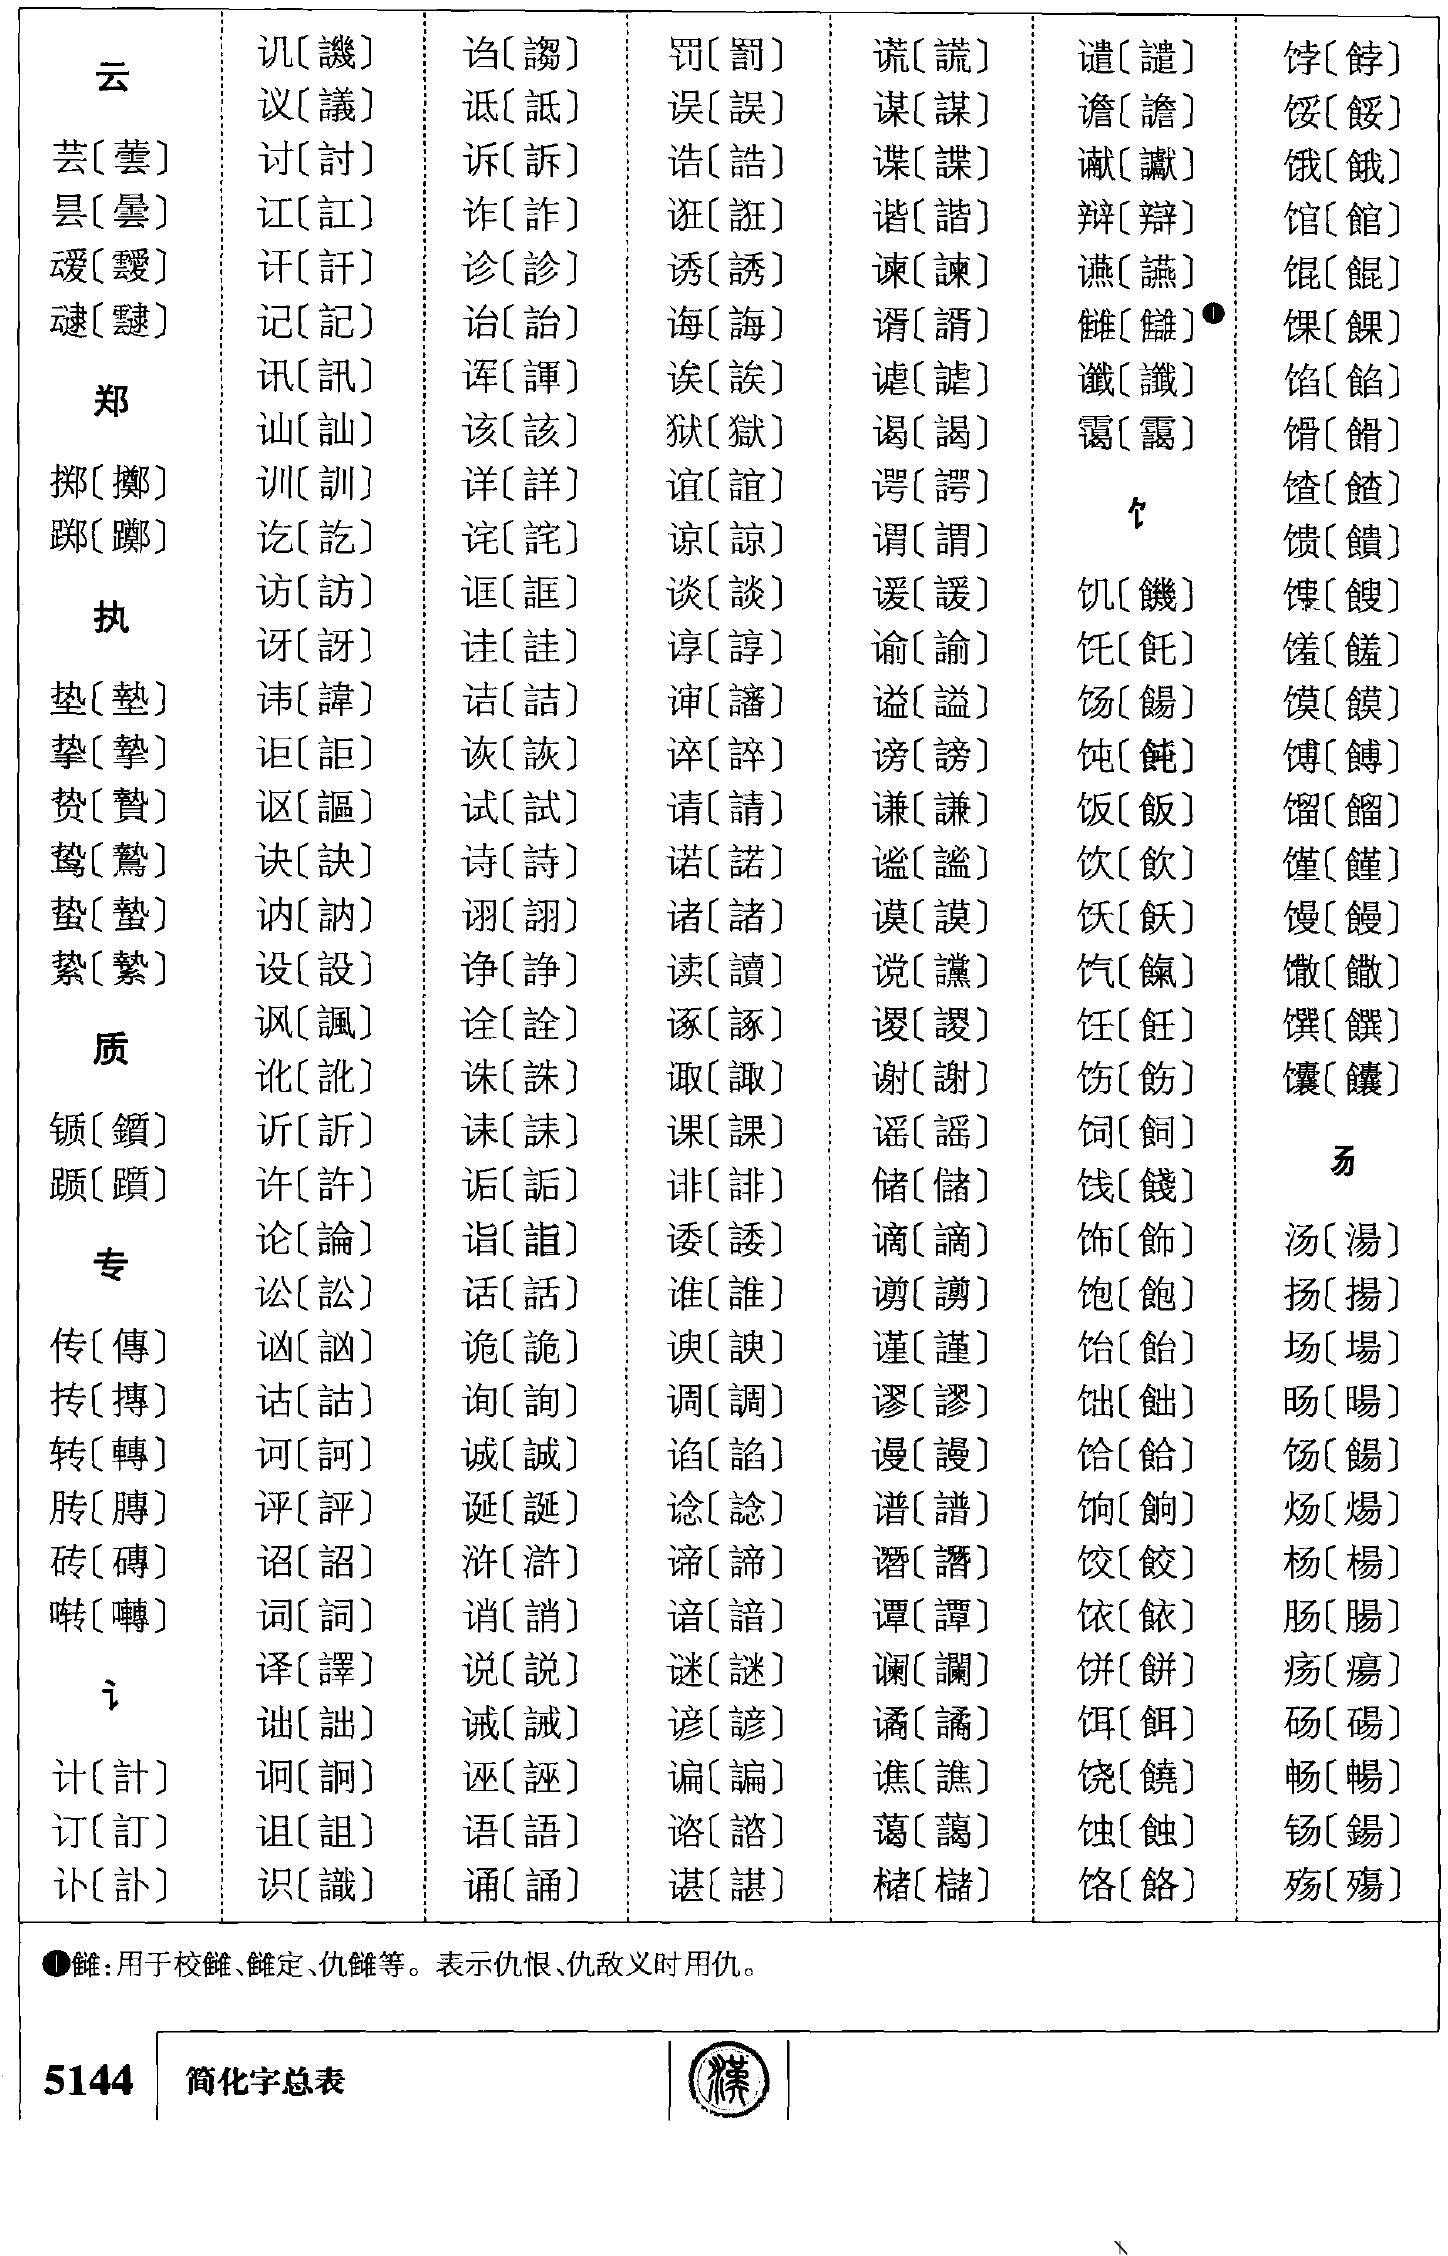 云
芸〔蕓〕
昙〔曇〕
叆〔靉〕
叇〔靆〕
郑
掷〔擲〕
踯〔躑〕
执
垫〔墊〕
挚〔摯〕
贽〔贄〕
鸷〔鷙〕
蛰〔蟄〕
絷〔縶〕
质
锧〔鑕〕
踬〔躓〕
专
传〔傳〕
抟〔摶〕
转〔轉〕
䏝〔膞〕
砖〔磚〕
啭〔囀〕
讠
计〔計〕
订〔訂〕
讣〔訃〕
讥〔譏〕
议〔議〕
讨〔討〕
讧〔訌〕
讦〔訐〕
记〔記〕
讯〔訊〕
讪〔訕〕
训〔訓〕
讫〔訖〕
访〔訪〕
讶〔訝〕
讳〔諱〕
讵〔詎〕
讴〔謳〕
诀〔訣〕
讷〔訥〕
设〔設〕
讽〔諷〕
讹〔訛〕
䜣〔訢〕
许〔許〕
论〔論〕
讼〔訟〕
讻〔訩〕
诂〔詁〕
诃〔訶〕
评〔評〕
诏〔詔〕
词〔詞〕
译〔譯〕
诎〔詘〕
诇〔詗〕
诅〔詛〕
识〔識〕
诌〔謅〕
诋〔詆〕
诉〔訴〕
诈〔詐〕
诊〔診〕
诒〔詒〕
诨〔諢〕
该〔該〕
详〔詳〕
诧〔詫〕
诓〔誆〕
诖〔詿〕
诘〔詰〕
诙〔詼〕
试〔試〕
诗〔詩〕
诩〔詡〕
诤〔諍〕
诠〔詮〕
诛〔誅〕
诔〔誄〕
诟〔詬〕
诣〔詣〕
话〔話〕
诡〔詭〕
询〔詢〕
诚〔誠〕
诞〔誕〕
浒〔滸〕
诮〔誚〕
说〔説〕
诫〔誡〕
诬〔誣〕
语〔語〕
诵〔誦〕
罚〔罰〕
误〔誤〕
诰〔誥〕
诳〔誑〕
诱〔誘〕
诲〔誨〕
诶〔誒〕
狱〔獄〕
谊〔誼〕
谅〔諒〕
谈〔談〕
谆〔諄〕
谉〔讅〕
谇〔誶〕
请〔請〕
诺〔諾〕
诸〔諸〕
读〔讀〕
诼〔諑〕
诹〔諏〕
课〔課〕
诽〔誹〕
诿〔諉〕
谁〔誰〕
谀〔諛〕
调〔調〕
谄〔諂〕
谂〔諗〕
谛〔諦〕
谙〔諳〕
谜〔謎〕
谚〔諺〕
谝〔諞〕
谘〔諮〕
谌〔諶〕
谎〔謊〕
谋〔謀〕
谍〔諜〕
谐〔諧〕
谏〔諫〕
谞〔諝〕
谑〔謔〕
谒〔謁〕
谔〔諤〕
谓〔謂〕
谖〔諼〕
谕〔諭〕
谥〔謚〕
谤〔謗〕
谦〔謙〕
谧〔謐〕
谟〔謨〕
谠〔讜〕
谡〔謖〕
谢〔謝〕
谣〔謡〕
储〔儲〕
谪〔謫〕
谫〔譾〕
谨〔謹〕
谬〔謬〕
谩〔謾〕
谱〔譜〕
谮〔譖〕
谭〔譚〕
谰〔讕〕
谲〔譎〕
谯〔譙〕
蔼〔藹〕
槠〔櫧〕
谴〔譴〕
谵〔譫〕
谳〔讞〕
辩〔辯〕
䜩〔讌〕
雠〔讎〕❶
谶〔讖〕
霭〔靄〕
饣
饥〔饑〕
饦〔飥〕
饧〔餳〕
饨〔飩〕
饭〔飯〕
饮〔飲〕
饫〔飫〕
饩〔餼〕
饪〔飪〕
饬〔飭〕
饲〔飼〕
饯〔餞〕
饰〔飾〕
饱〔飽〕
饴〔飴〕
饳〔飿〕
饸〔餄〕
饷〔餉〕
饺〔餃〕
饻〔餏〕
饼〔餅〕
饵〔餌〕
饶〔饒〕
蚀〔蝕〕
饹〔餎〕
饽〔餑〕
馁〔餒〕
饿〔餓〕
馆〔館〕
馄〔餛〕
馃〔餜〕
馅〔餡〕
馉〔餶〕
馇〔餷〕
馈〔饋〕
馊〔餿〕
馐〔饈〕
馍〔饃〕
馎〔餺〕
馏〔餾〕
馑〔饉〕
馒〔饅〕
馓〔饊〕
馔〔饌〕
馕〔饢〕
𠃓
汤〔湯〕
扬〔揚〕
场〔場〕
旸〔暘〕
饧〔餳〕
炀〔煬〕
杨〔楊〕
肠〔腸〕
疡〔瘍〕
砀〔碭〕
畅〔暢〕
钖〔鍚〕
殇〔殤〕
❶雠：用于校雠、雠定、仇雠等。表示仇恨、仇敌义时用仇。
5144 简化字总表
漢